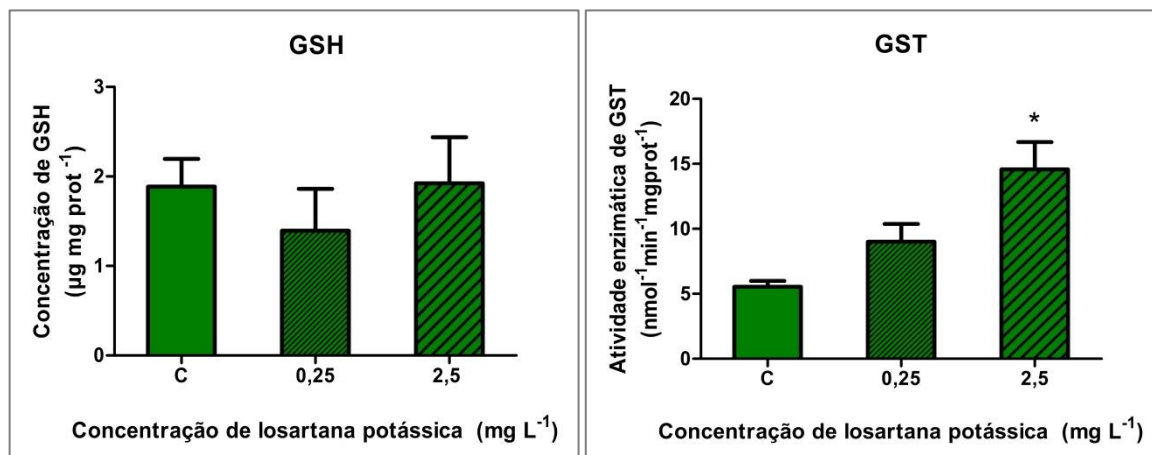 GSH
Concentração de GSH
(µg mg prot ⁻¹)
3
2
1
0
C
0,25
2,5
Concentração de losartana potássica (mg L⁻¹)
GST
Atividade enzimática de GST
(nmol⁻¹min⁻¹mgprot⁻¹)
20
15
10
5
0
*
C
0,25
2,5
Concentração de losartana potássica (mg L⁻¹)